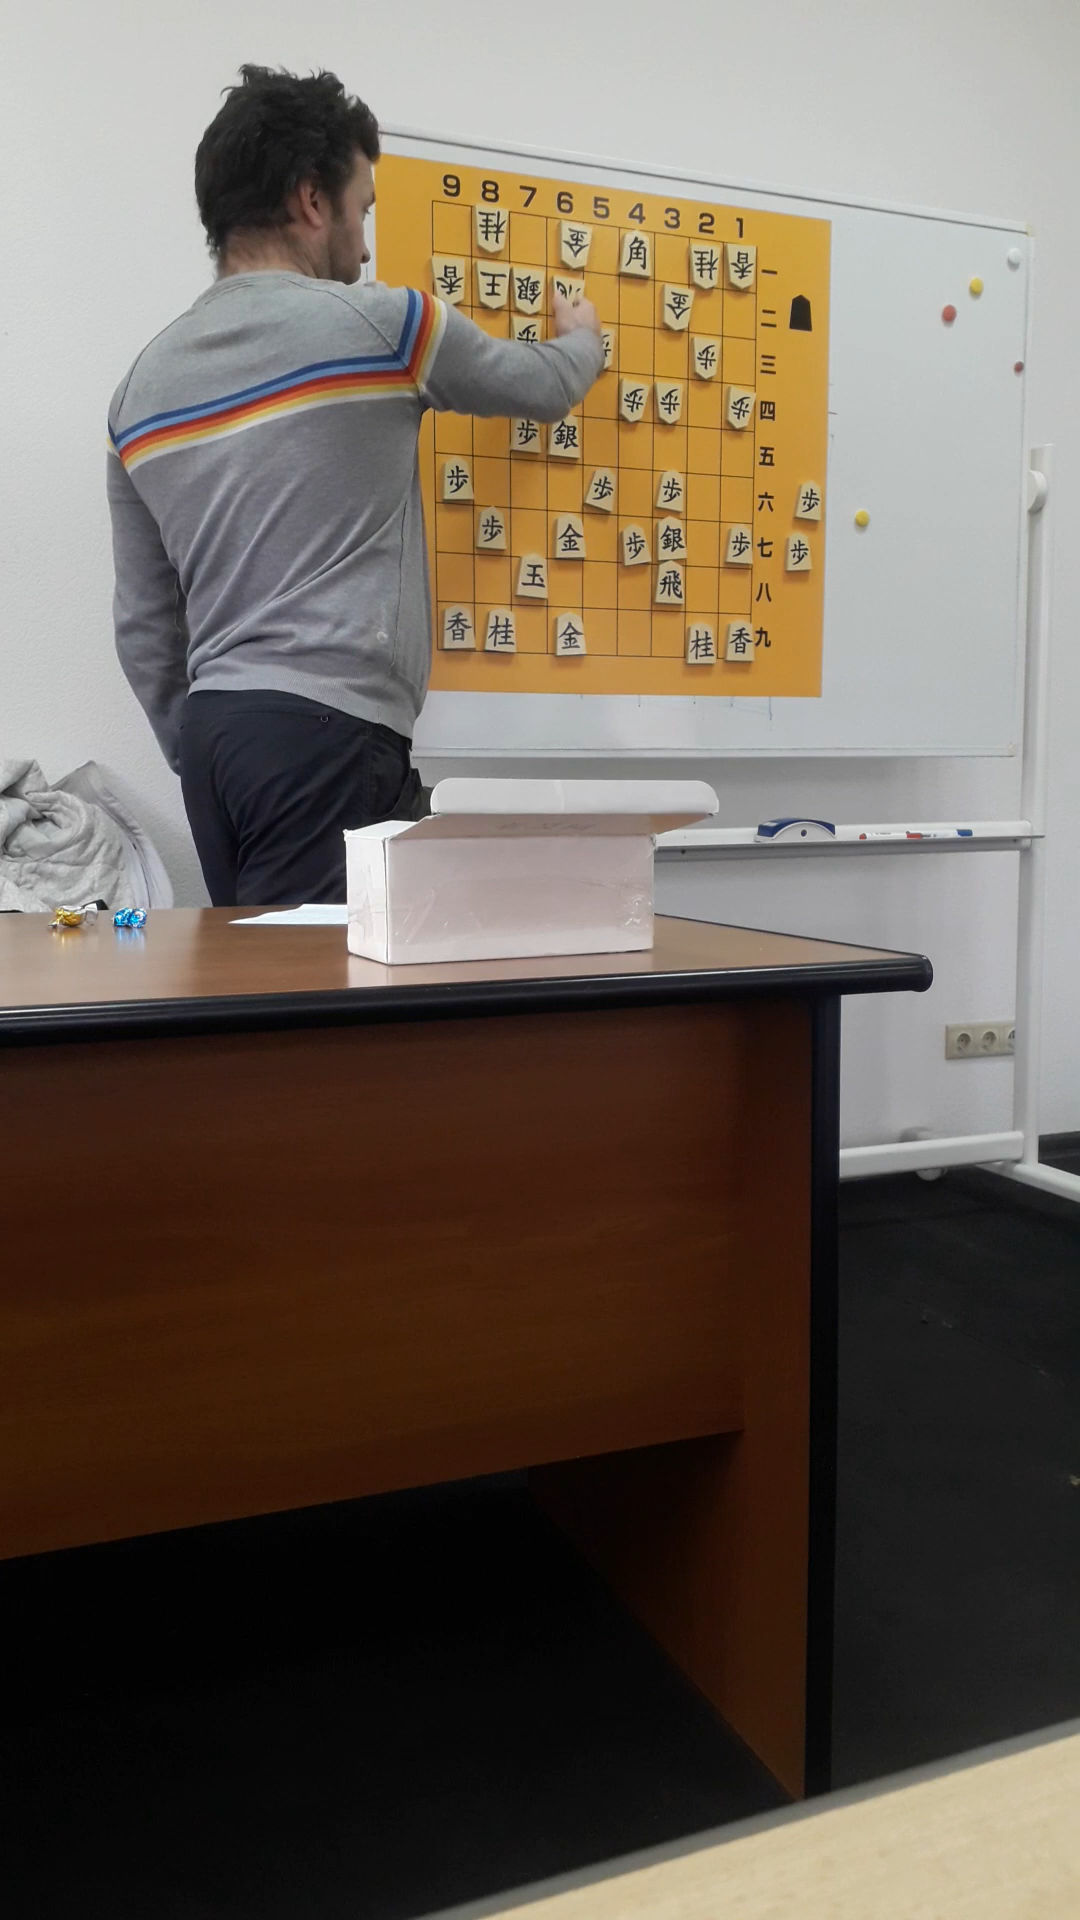 9 8 7 6 5 4 3 2 1
桂 金 角 桂 香 一
香 王 銀 金 二
歩 歩 三
歩 歩 歩 四
歩 銀 五
歩 歩 歩 六 歩
歩 金 歩 銀 歩 七 歩
玉 飛 八
香 桂 金 桂 香 九